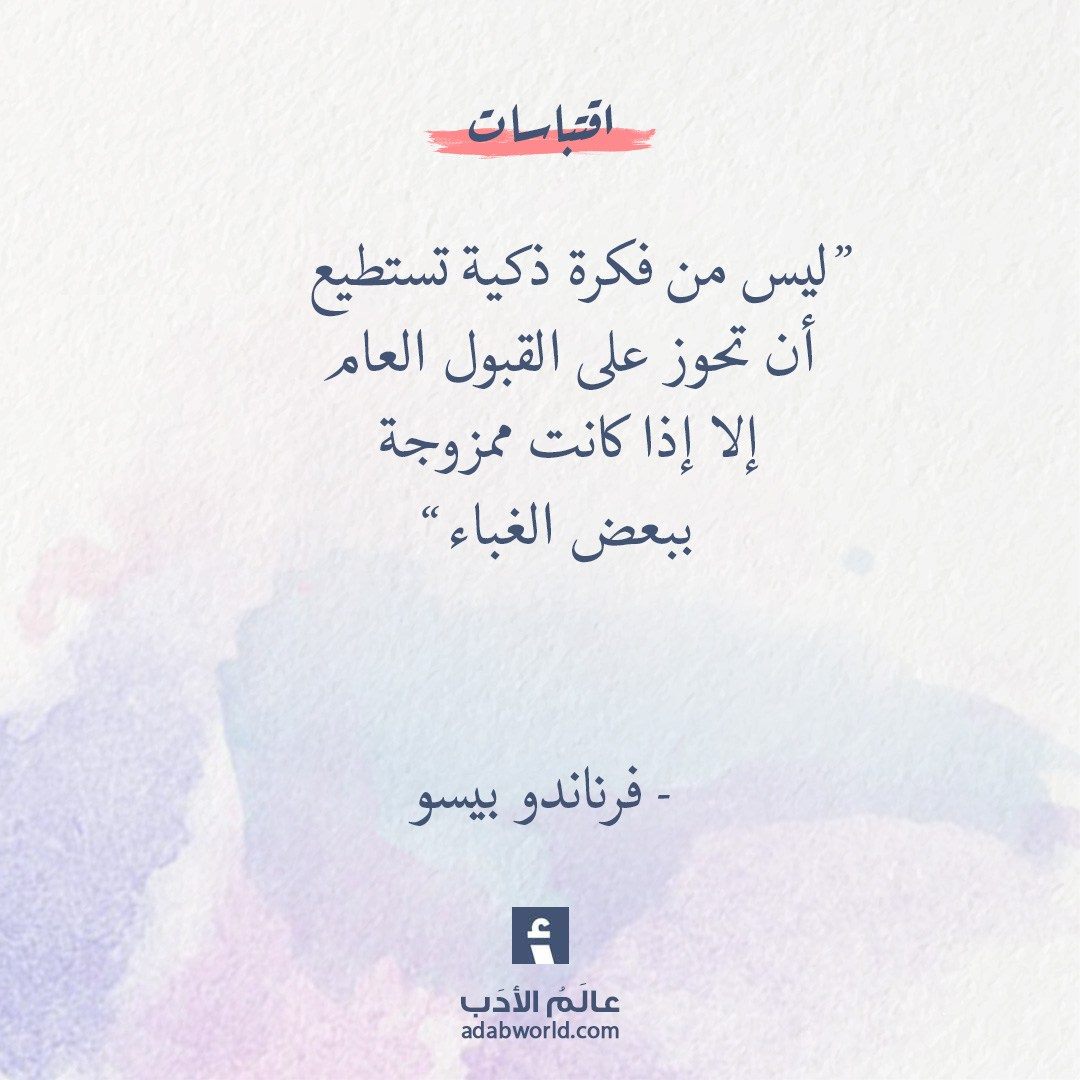 اقتباسات
”ليس من فكرة ذكية تستطيع
أن تحوز على القبول العام
إلا إذا كانت ممزوجة
ببعض الغباء“
- فرناندو بيسو
أ
عالَمُ الأدَب
adabworld.com